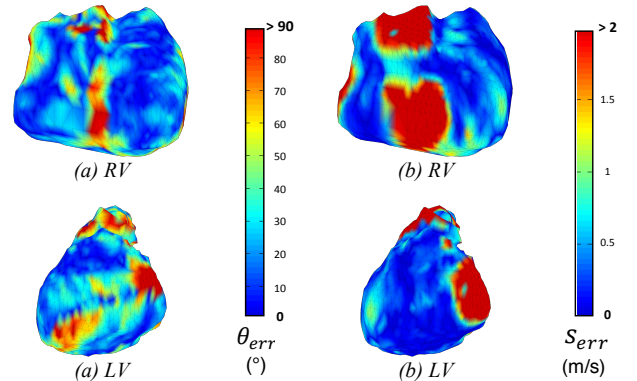 > 90
80
70
60
50
40
30
20
10
0
θerr
(°)
> 2
1.5
1
0.5
0
serr
(m/s)
(a) RV
(b) RV
(a) LV
(b) LV